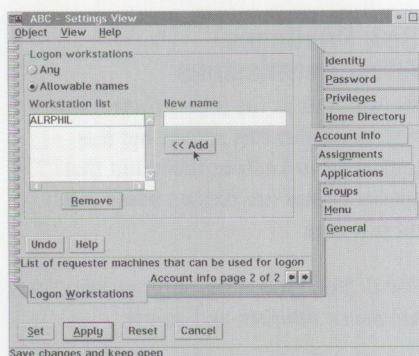 ABC - Settings View
Object View Help
Logon workstations
Any
Allowable names
Workstation list
New name
ALRPHIL
<< Add
Remove
Undo Help
List of requester machines that can be used for logon
Account info page 2 of 2
Logon Workstations
Identity
Password
Privileges
Home Directory
Account Info
Assignments
Applications
Groups
Menu
General
Set Apply Reset Cancel
Save changes and keep open